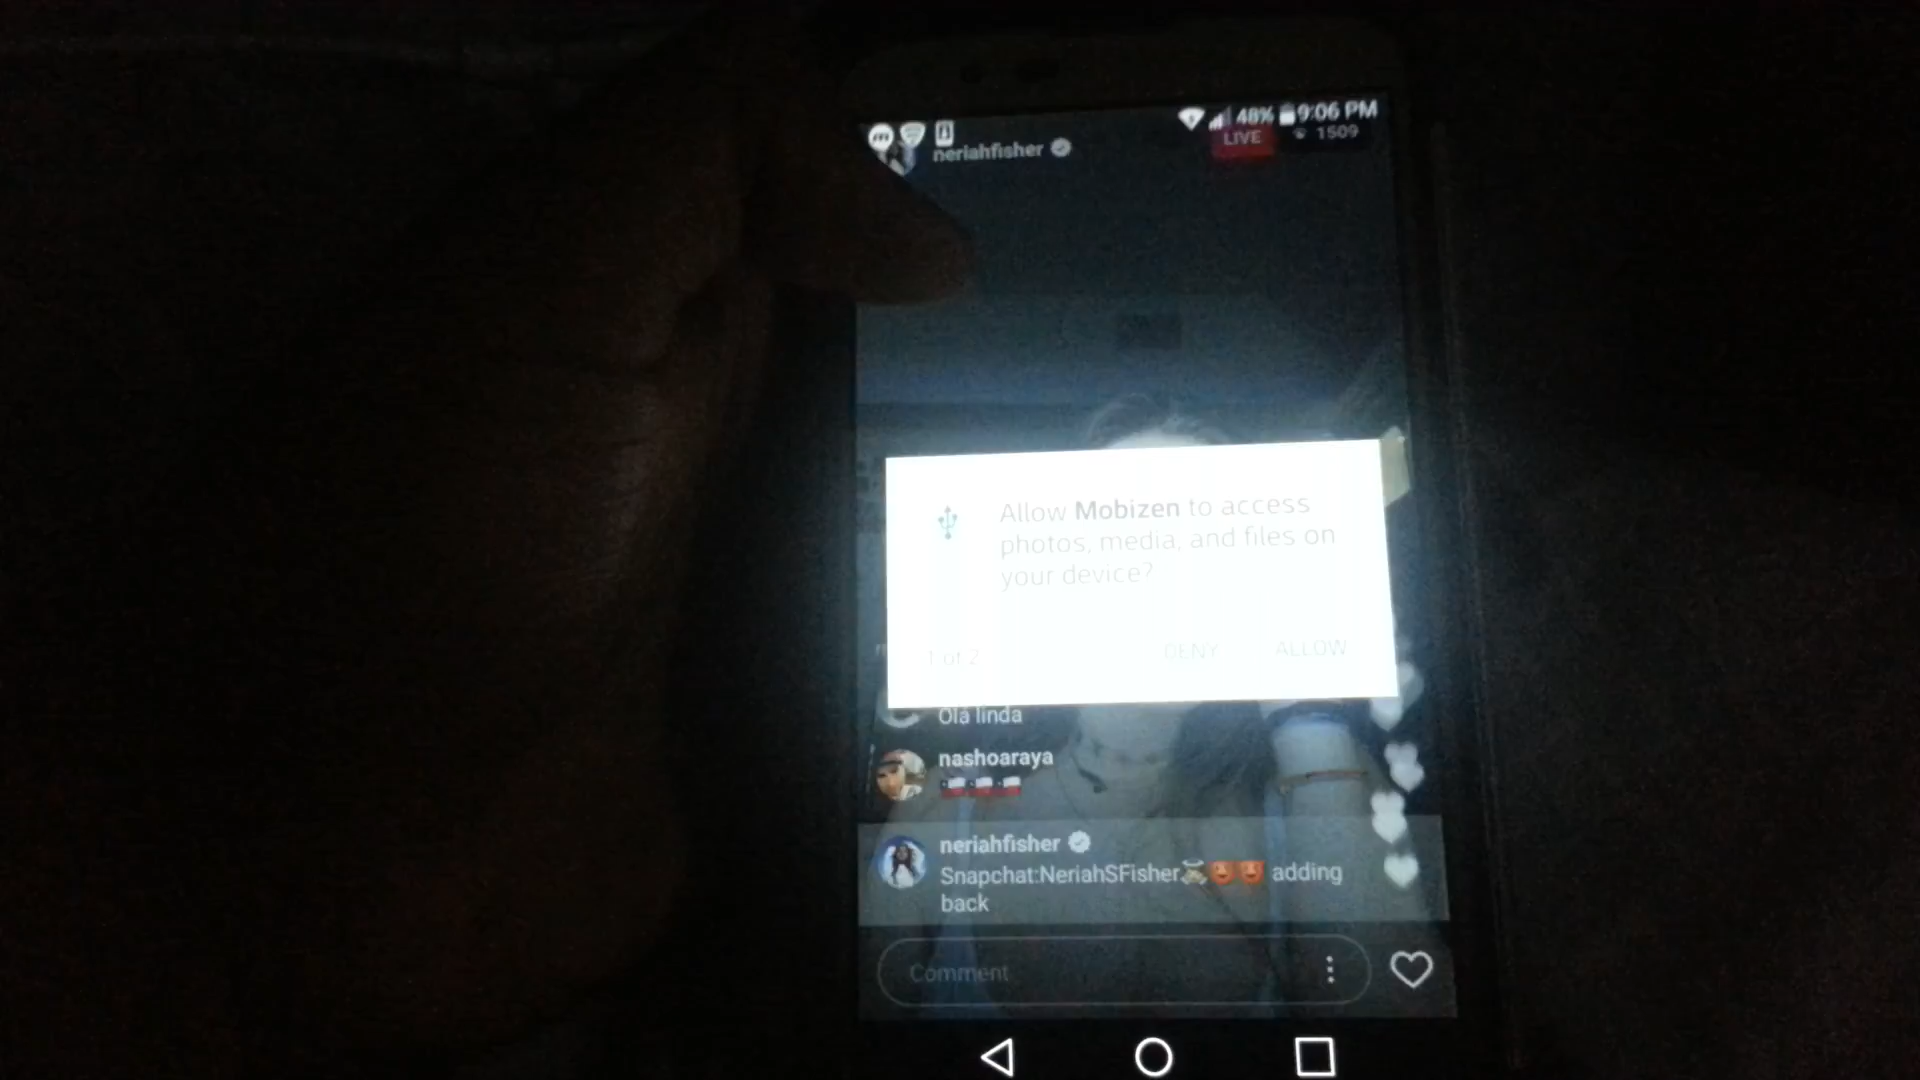 48% 9:06 PM
neriahfisher
LIVE 1509
Allow Mobizen to access
photos, media, and files on
your device?
1 of 2 DENY ALLOW
Olá linda
nashoaraya
neriahfisher
Snapchat:NeriahSFisher adding
back
Comment